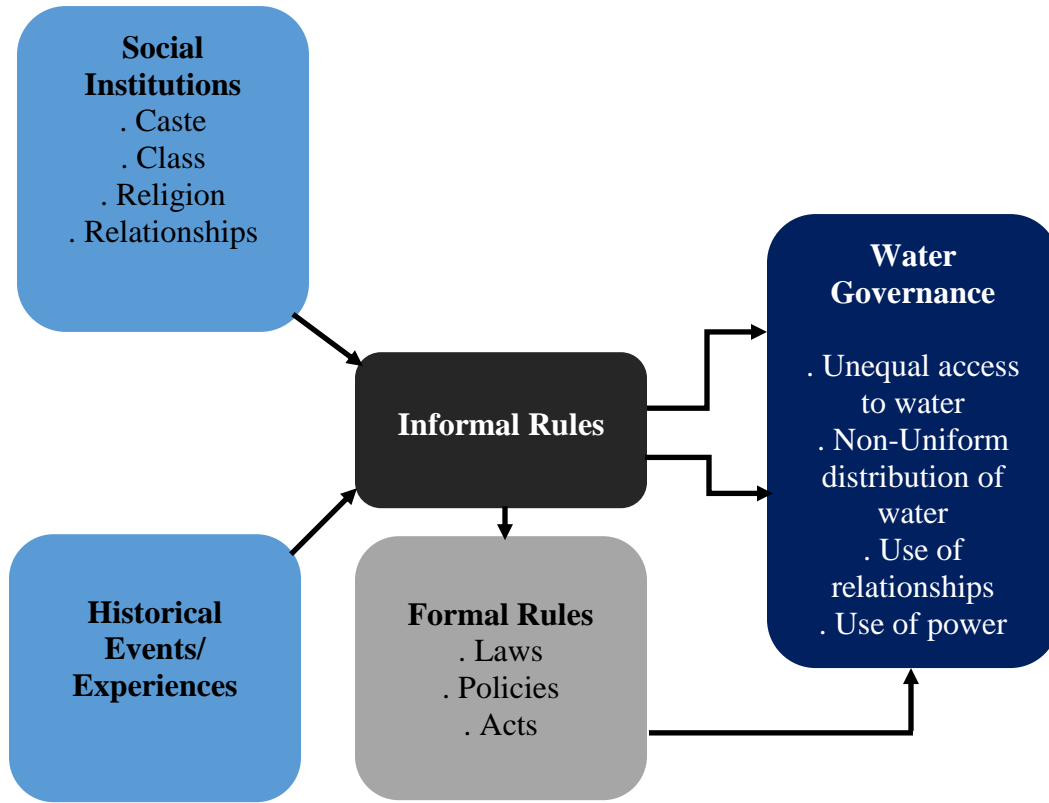 Social
Institutions
. Caste
. Class
. Religion
. Relationships
Informal Rules
Water
Governance
. Unequal access
to water
. Non-Uniform
distribution of
water
. Use of
relationships
. Use of power
Historical
Events/
Experiences
Formal Rules
. Laws
. Policies
. Acts